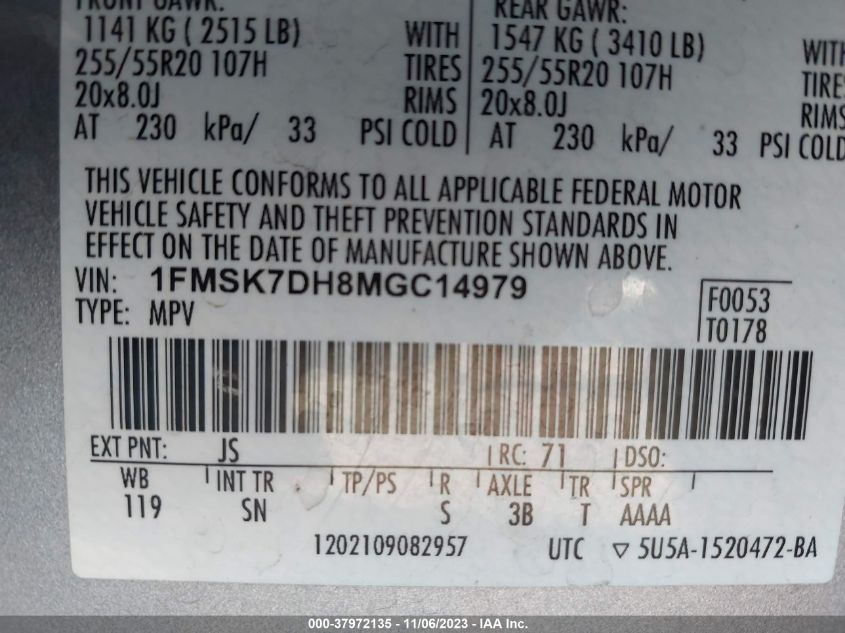 FRONT GAWR:
REAR GAWR:
1141 KG ( 2515 LB) WITH 1547 KG ( 3410 LB) WITH
255/55R20 107H TIRES 255/55R20 107H TIRES
20x8.0J RIMS 20x8.0J RIMS
AT 230 kPa/ 33 PSI COLD AT 230 kPa/ 33 PSI COLD
THIS VEHICLE CONFORMS TO ALL APPLICABLE FEDERAL MOTOR
VEHICLE SAFETY AND THEFT PREVENTION STANDARDS IN
EFFECT ON THE DATE OF MANUFACTURE SHOWN ABOVE.
VIN: 1FMSK7DH8MGC14979
F0053
TYPE: MPV
T0178
EXT PNT: JS RC: 71 DSO:
WB INT TR TP/PS R AXLE TR SPR
119 SN S 3B T AAAA
1202109082957 UTC ▽ 5U5A-1520472-BA
000-37972135 - 11/06/2023 - IAA Inc.